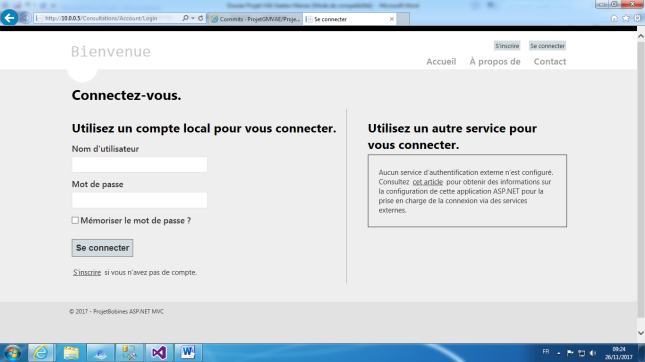 http://10.0.0.5/Consultations/Account/Login
Commits - ProjetGMVAE/Proje...
Se connecter
Bienvenue
S'inscrire
Se connecter
Accueil
À propos de
Contact
Connectez-vous.
Utilisez un compte local pour vous connecter.
Nom d'utilisateur
Mot de passe
Mémoriser le mot de passe ?
Se connecter
S'inscrire si vous n'avez pas de compte.
Utilisez un autre service pour
vous connecter.
Aucun service d'authentification externe n'est configuré.
Consultez cet article pour obtenir des informations sur
la configuration de cette application ASP.NET pour la
prise en charge de la connexion via des services
externes.
© 2017 - ProjetBobines ASP.NET MVC
FR
09:24
26/11/2017